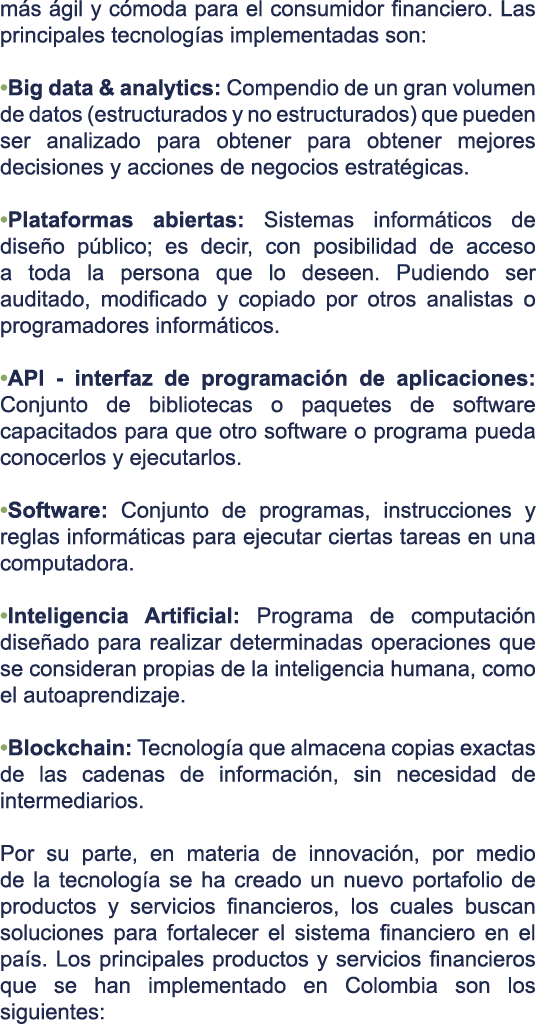 más ágil y cómoda para el consumidor financiero. Las
principales tecnologías implementadas son:
•Big data & analytics: Compendio de un gran volumen
de datos (estructurados y no estructurados) que pueden
ser analizado para obtener para obtener mejores
decisiones y acciones de negocios estratégicas.
•Plataformas abiertas: Sistemas informáticos de
diseño público; es decir, con posibilidad de acceso
a toda la persona que lo deseen. Pudiendo ser
auditado, modificado y copiado por otros analistas o
programadores informáticos.
•API - interfaz de programación de aplicaciones:
Conjunto de bibliotecas o paquetes de software
capacitados para que otro software o programa pueda
conocerlos y ejecutarlos.
•Software: Conjunto de programas, instrucciones y
reglas informáticas para ejecutar ciertas tareas en una
computadora.
•Inteligencia Artificial: Programa de computación
diseñado para realizar determinadas operaciones que
se consideran propias de la inteligencia humana, como
el autoaprendizaje.
•Blockchain: Tecnología que almacena copias exactas
de las cadenas de información, sin necesidad de
intermediarios.
Por su parte, en materia de innovación, por medio
de la tecnología se ha creado un nuevo portafolio de
productos y servicios financieros, los cuales buscan
soluciones para fortalecer el sistema financiero en el
país. Los principales productos y servicios financieros
que se han implementado en Colombia son los
siguientes: